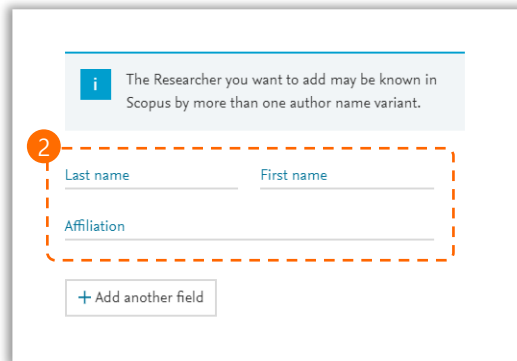 i
The Researcher you want to add may be known in
Scopus by more than one author name variant.
2
Last name First name
Affiliation
+ Add another field